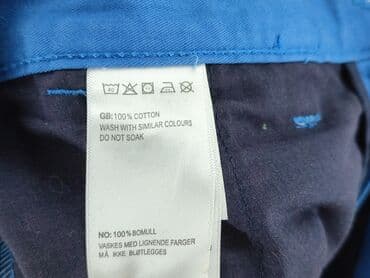 40
GB: 100% COTTON
WASH WITH SIMILAR COLOURS
DO NOT SOAK
NO: 100% BOMULL
VASKES MED LIGNENDE FARGER
MÅ IKKE BLØTLEGGES